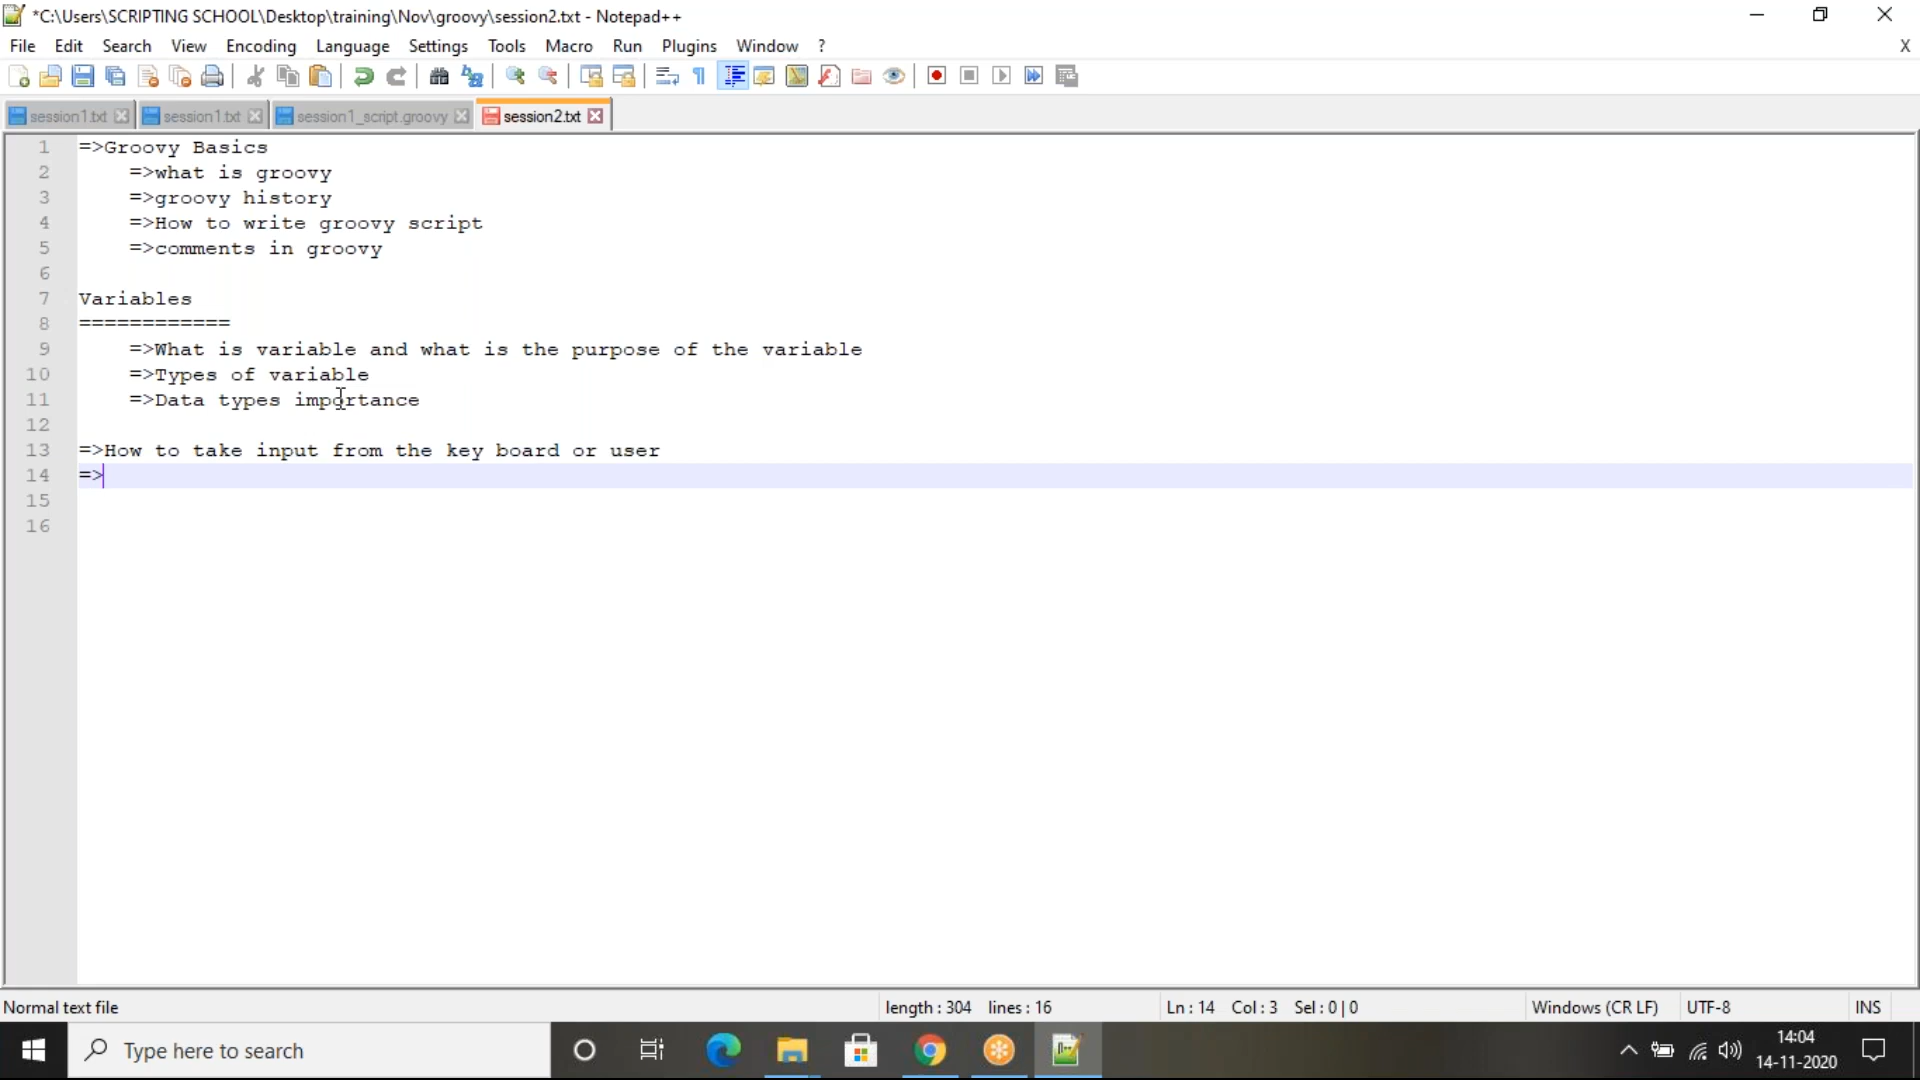 *C:\Users\SCRIPTING SCHOOL\Desktop\training\Nov\groovy\session2.txt - Notepad++
File Edit Search View Encoding Language Settings Tools Macro Run Plugins Window ? X
session1.txt session1.txt session1_script.groovy session2.txt
1 =>Groovy Basics
2 =>what is groovy
3 =>groovy history
4 =>How to write groovy script
5 =>comments in groovy
6
7 Variables
8 ============
9 =>What is variable and what is the purpose of the variable
10 =>Types of variable
11 =>Data types importance
12
13 =>How to take input from the key board or user
14 =>
15
16
Normal text file length : 304 lines : 16 Ln : 14 Col : 3 Sel : 0 | 0 Windows (CR LF) UTF-8 INS
Type here to search
14:04
14-11-2020